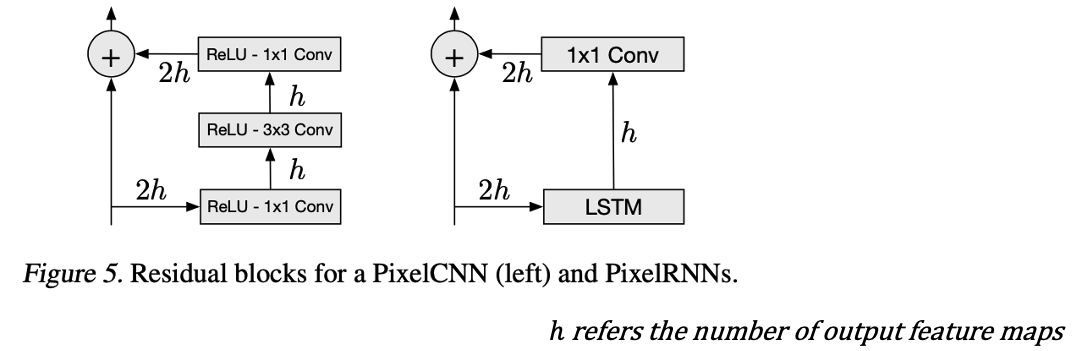 +
ReLU - 1x1 Conv
2h
h
ReLU - 3x3 Conv
h
2h
ReLU - 1x1 Conv
+
1x1 Conv
2h
h
2h
LSTM
Figure 5. Residual blocks for a PixelCNN (left) and PixelRNNs.
h refers the number of output feature maps